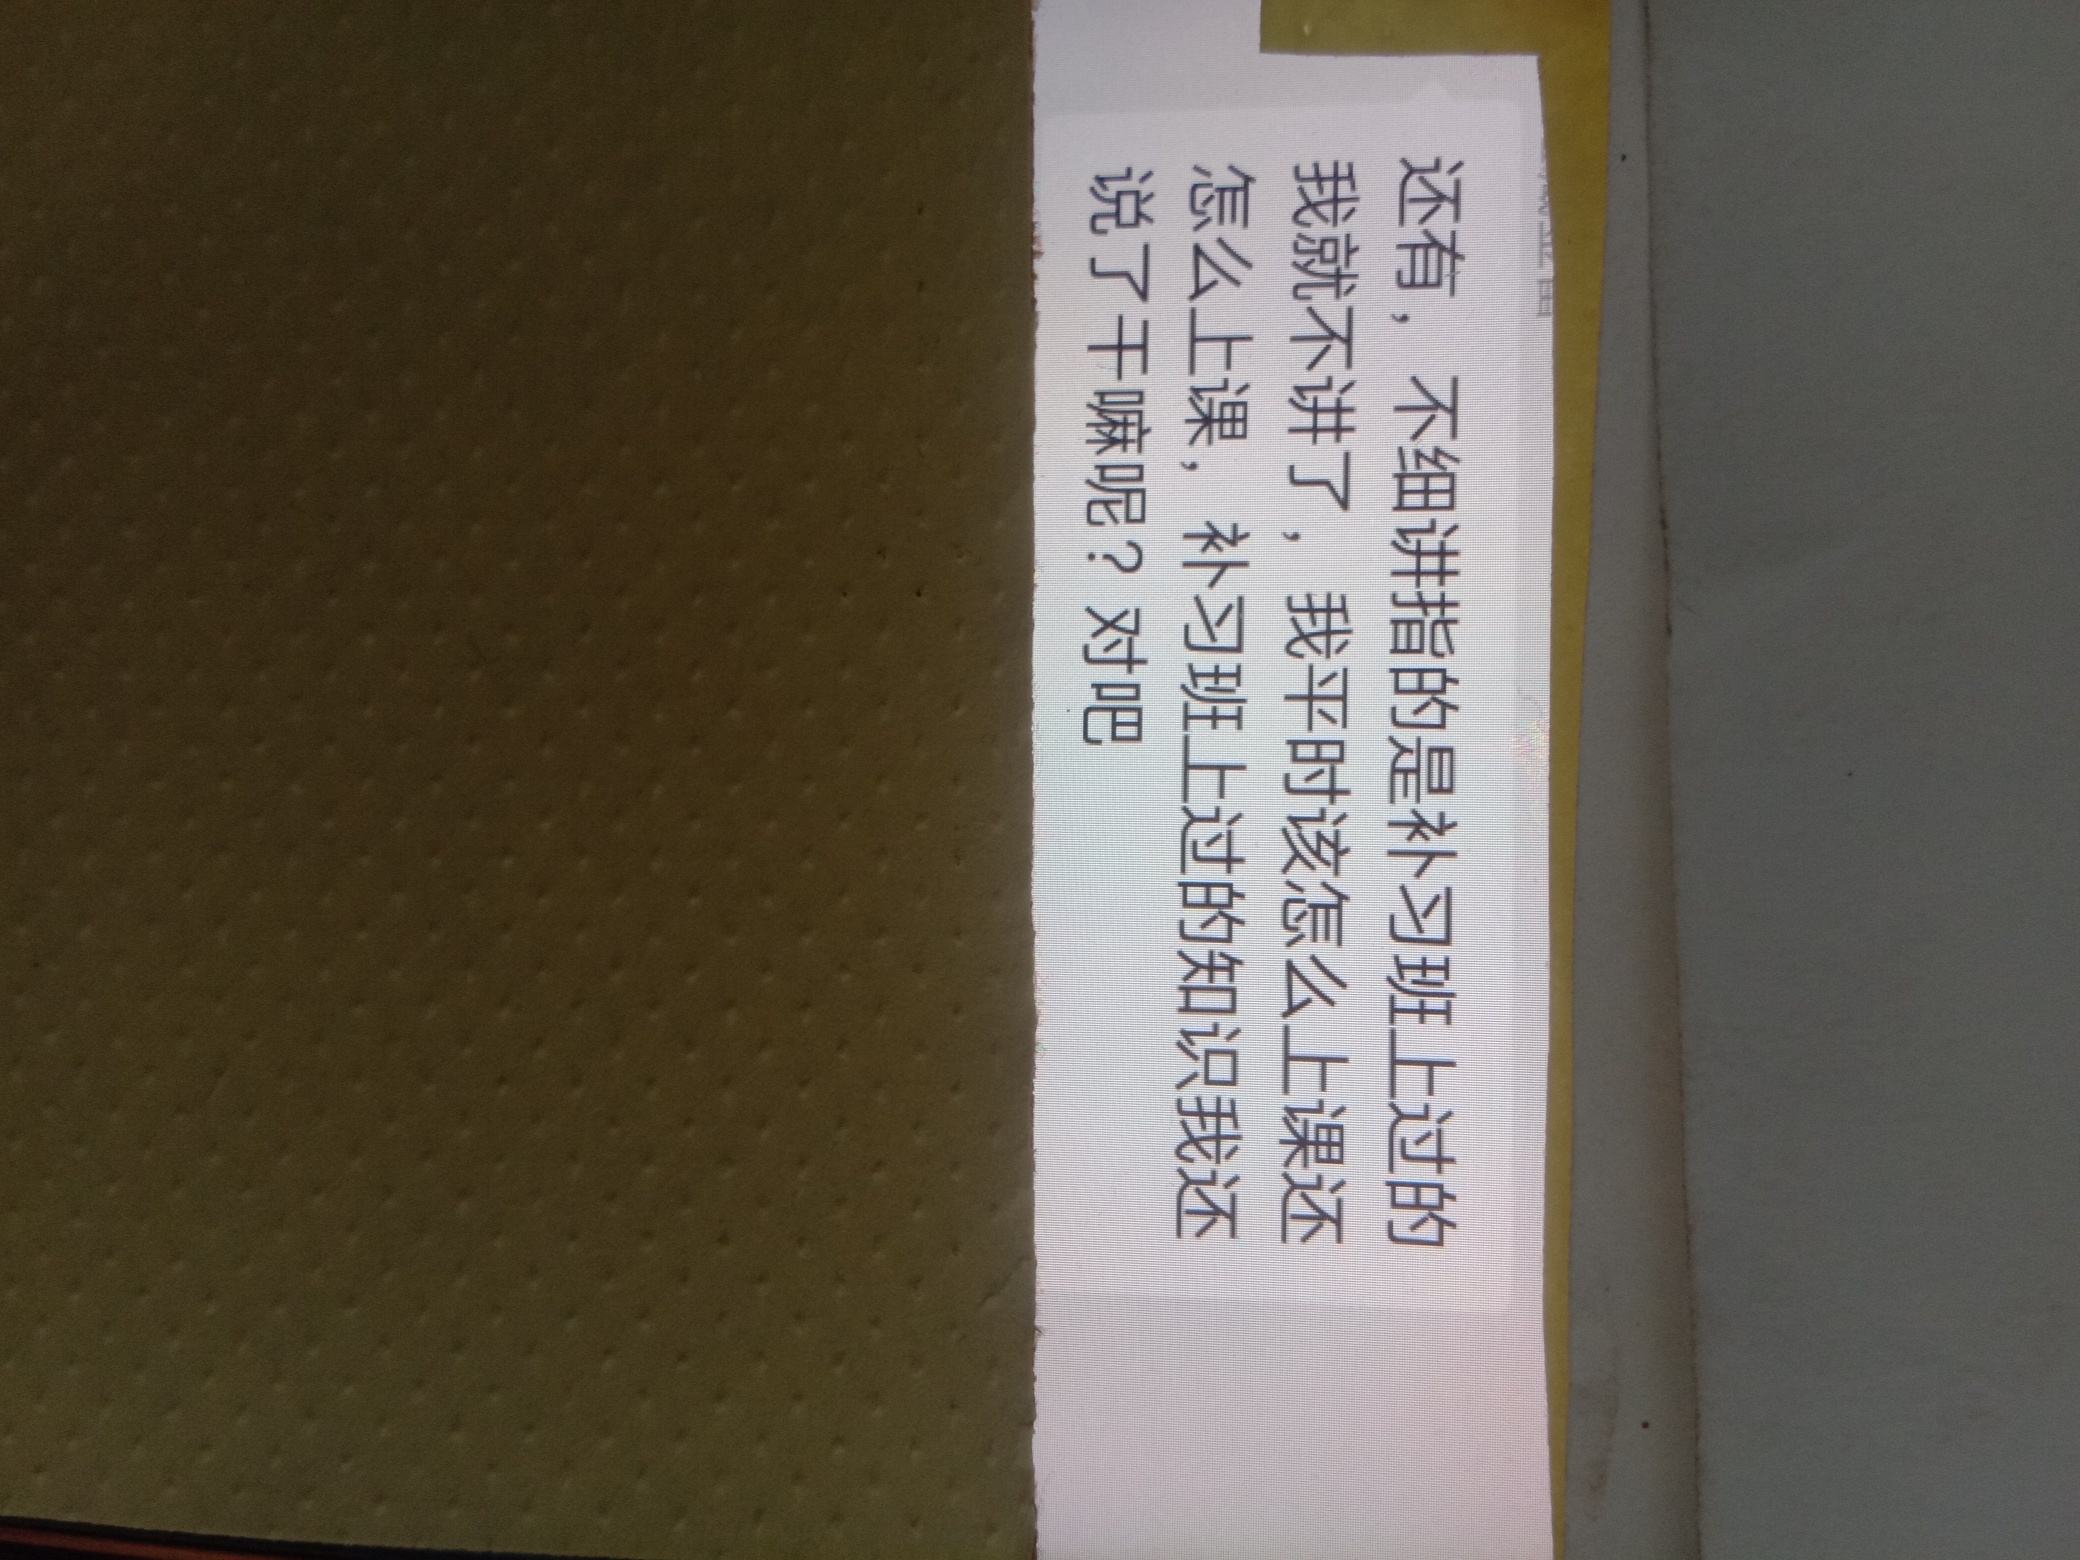 还有，不细讲指的是补习班上过的
我就不讲了，我平时该怎么上课还
怎么上课，补习班上过的知识我还
说了干嘛呢？对吧